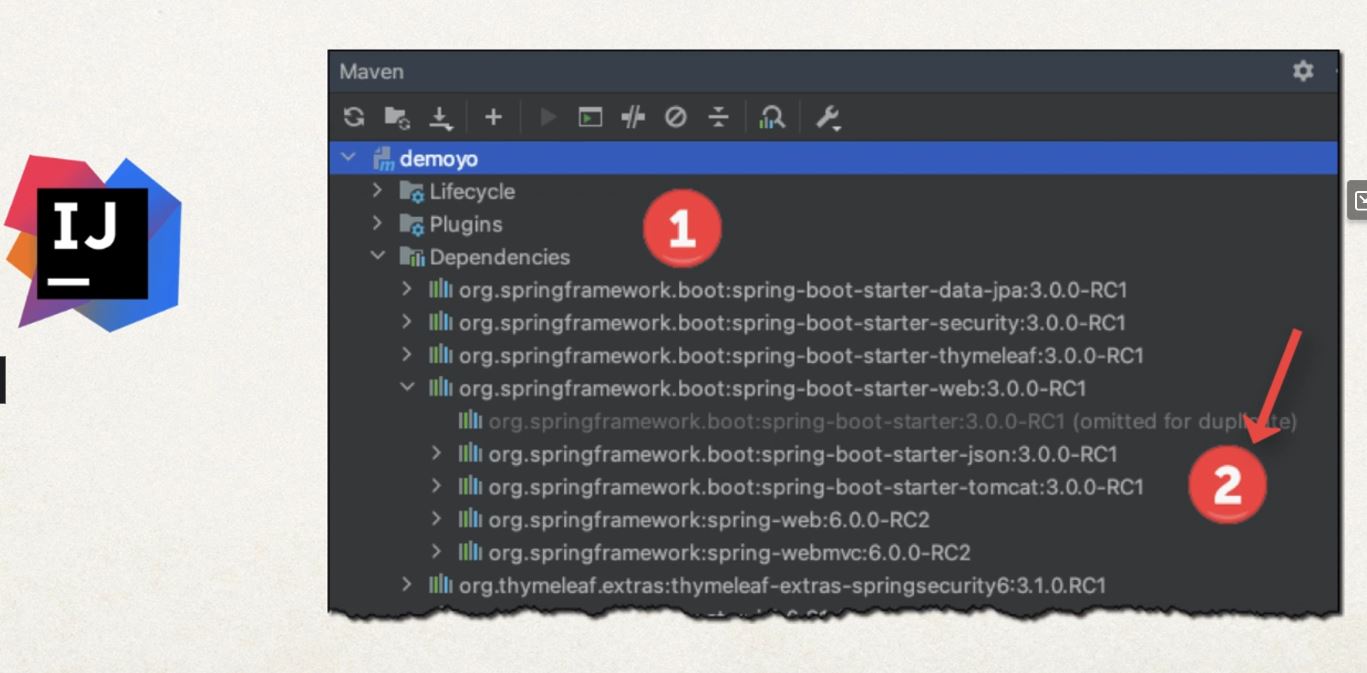 Maven
demoyo
Lifecycle
Plugins
1
Dependencies
org.springframework.boot:spring-boot-starter-data-jpa:3.0.0-RC1
org.springframework.boot:spring-boot-starter-security:3.0.0-RC1
org.springframework.boot:spring-boot-starter-thymeleaf:3.0.0-RC1
org.springframework.boot:spring-boot-starter-web:3.0.0-RC1
org.springframework.boot:spring-boot-starter:3.0.0-RC1 (omitted for duplicate)
org.springframework.boot:spring-boot-starter-json:3.0.0-RC1
org.springframework.boot:spring-boot-starter-tomcat:3.0.0-RC1
2
org.springframework:spring-web:6.0.0-RC2
org.springframework:spring-webmvc:6.0.0-RC2
org.thymeleaf.extras:thymeleaf-extras-springsecurity6:3.1.0.RC1
IJ